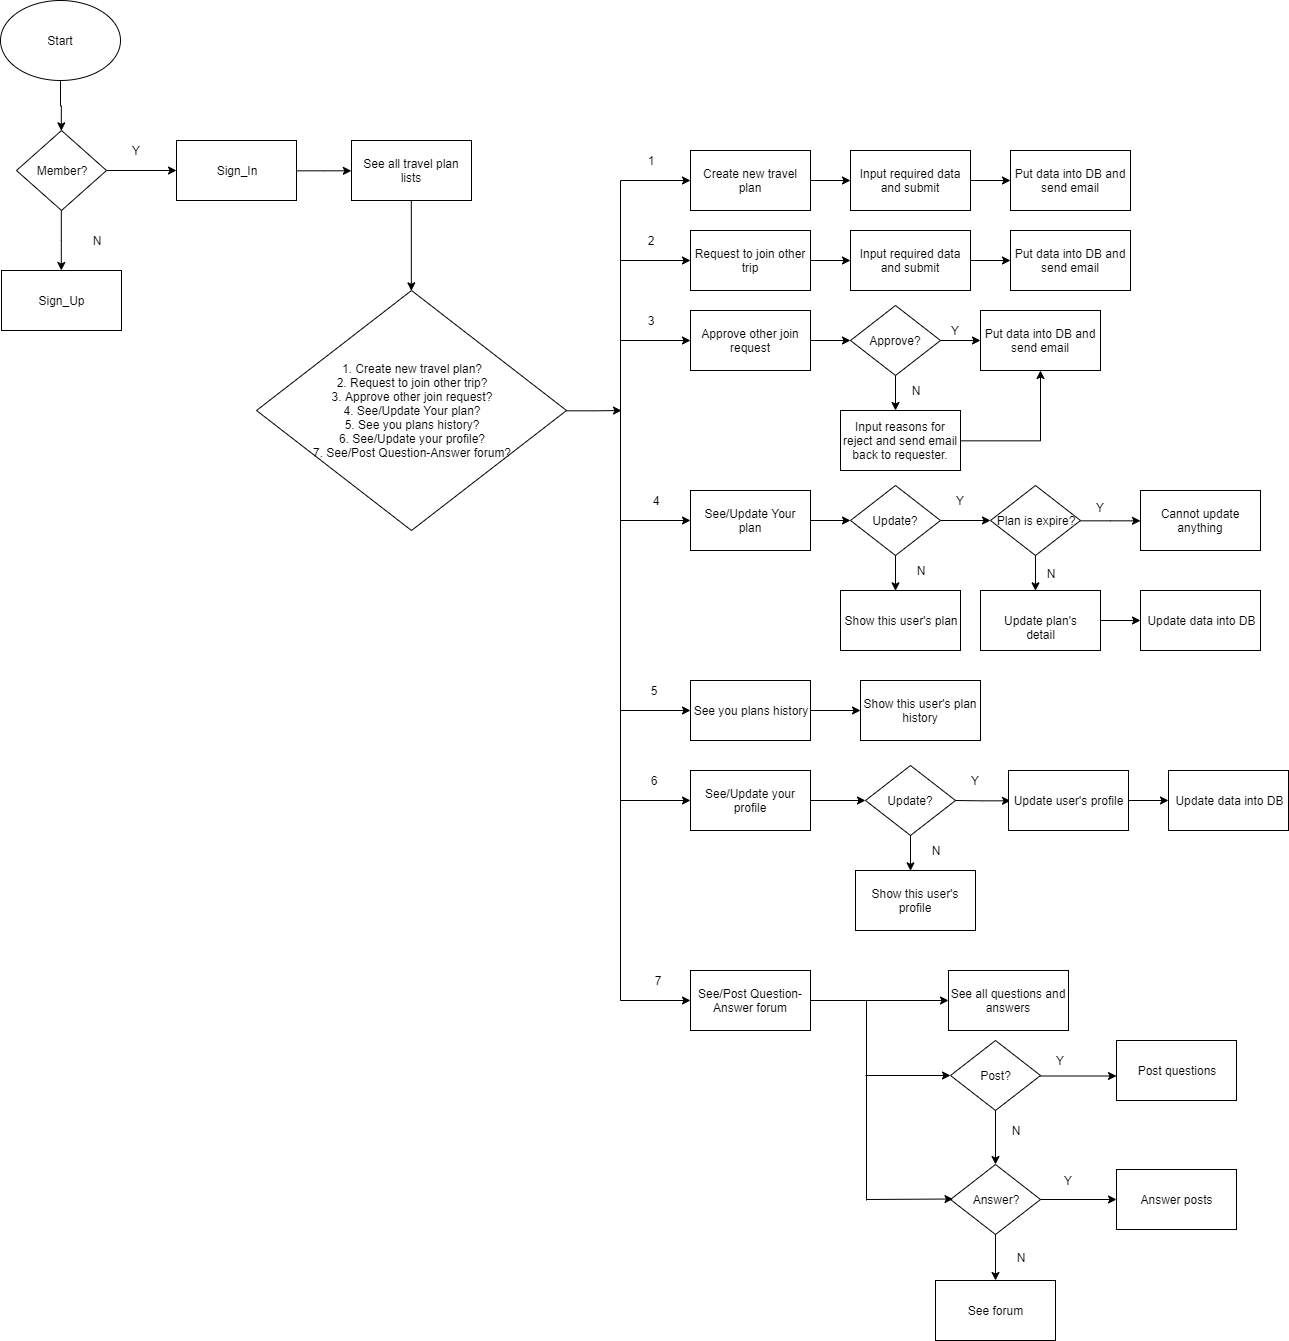 Start
Member?
Y
Sign_In
See all travel plan
lists
N
Sign_Up
1. Create new travel plan?
2. Request to join other trip?
3. Approve other join request?
4. See/Update Your plan?
5. See you plans history?
6. See/Update your profile?
7. See/Post Question-Answer forum?
1
Create new travel
plan
Input required data
and submit
Put data into DB and
send email
2
Request to join other
trip
Input required data
and submit
Put data into DB and
send email
3
Approve other join
request
Approve?
Y
Put data into DB and
send email
N
Input reasons for
reject and send email
back to requester.
4
See/Update Your
plan
Update?
Y
Plan is expire?
Y
Cannot update
anything
N
Show this user's plan
N
Update plan's
detail
Update data into DB
5
See you plans history
Show this user's plan
history
6
See/Update your
profile
Update?
Y
Update user's profile
Update data into DB
N
Show this user's
profile
7
See/Post Question-
Answer forum
See all questions and
answers
Post?
Y
Post questions
N
Answer?
Y
Answer posts
N
See forum